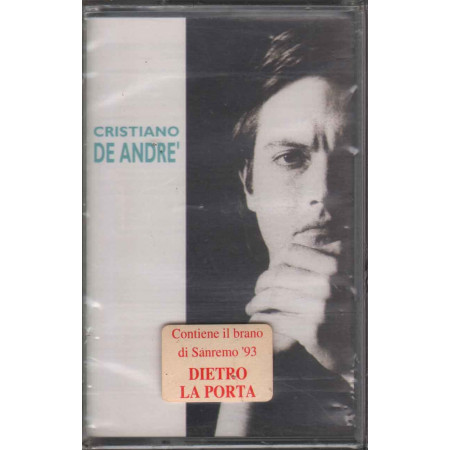 CRISTIANO
DE ANDRE'
Contiene il brano
di Sanremo '93
DIETRO
LA PORTA